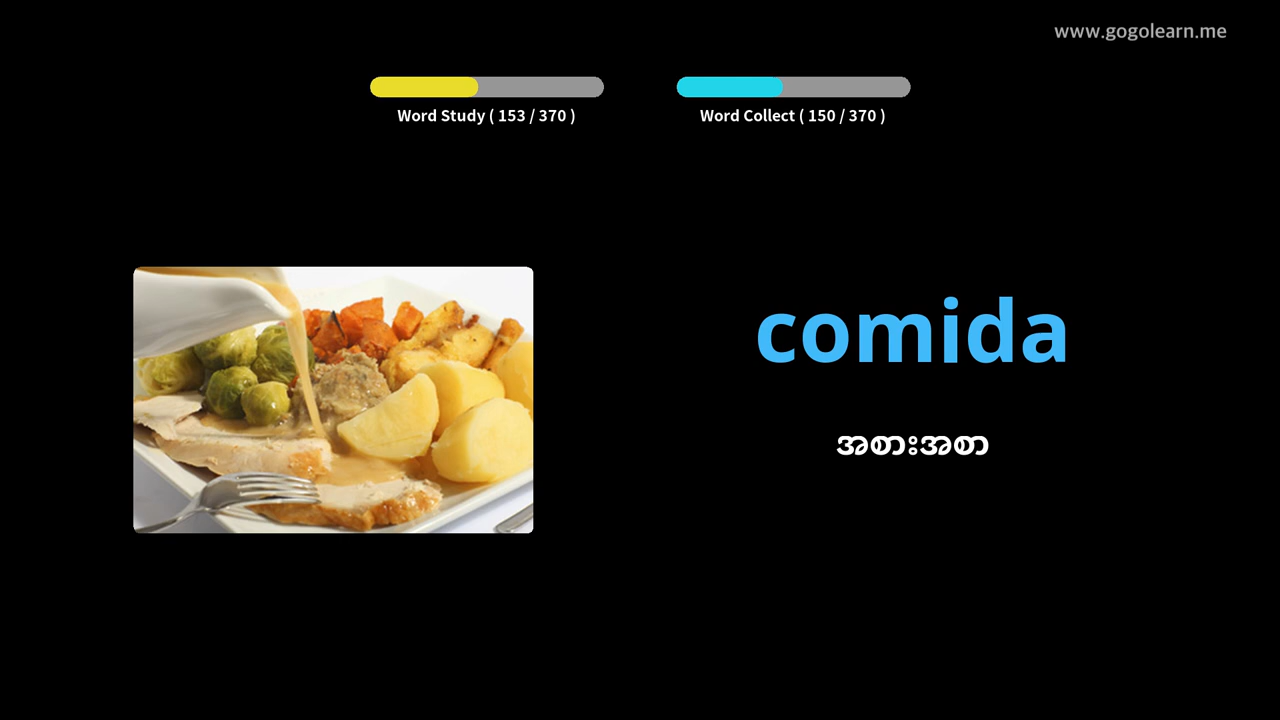 www.gogolearn.me
Word Study ( 153 / 370 )
Word Collect ( 150 / 370 )
comida
အစားအစာ